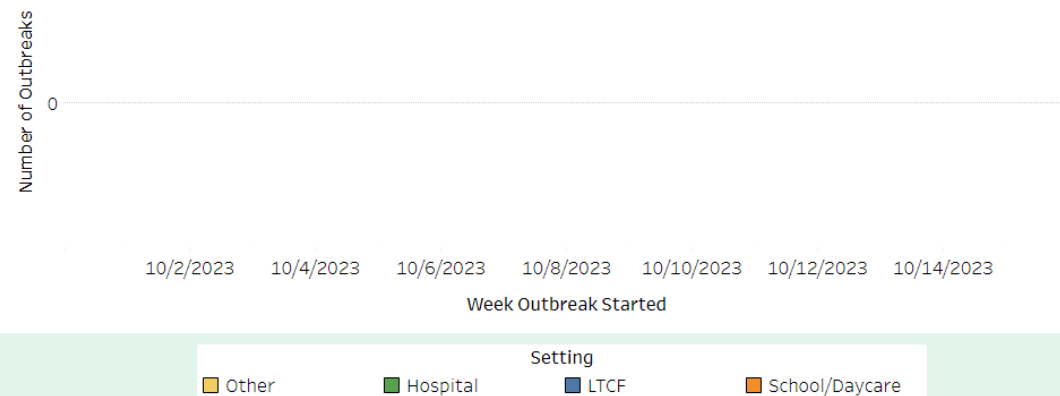 Number of Outbreaks
0
10/2/2023 10/4/2023 10/6/2023 10/8/2023 10/10/2023 10/12/2023 10/14/2023
Week Outbreak Started
Setting
Other Hospital LTCF School/Daycare